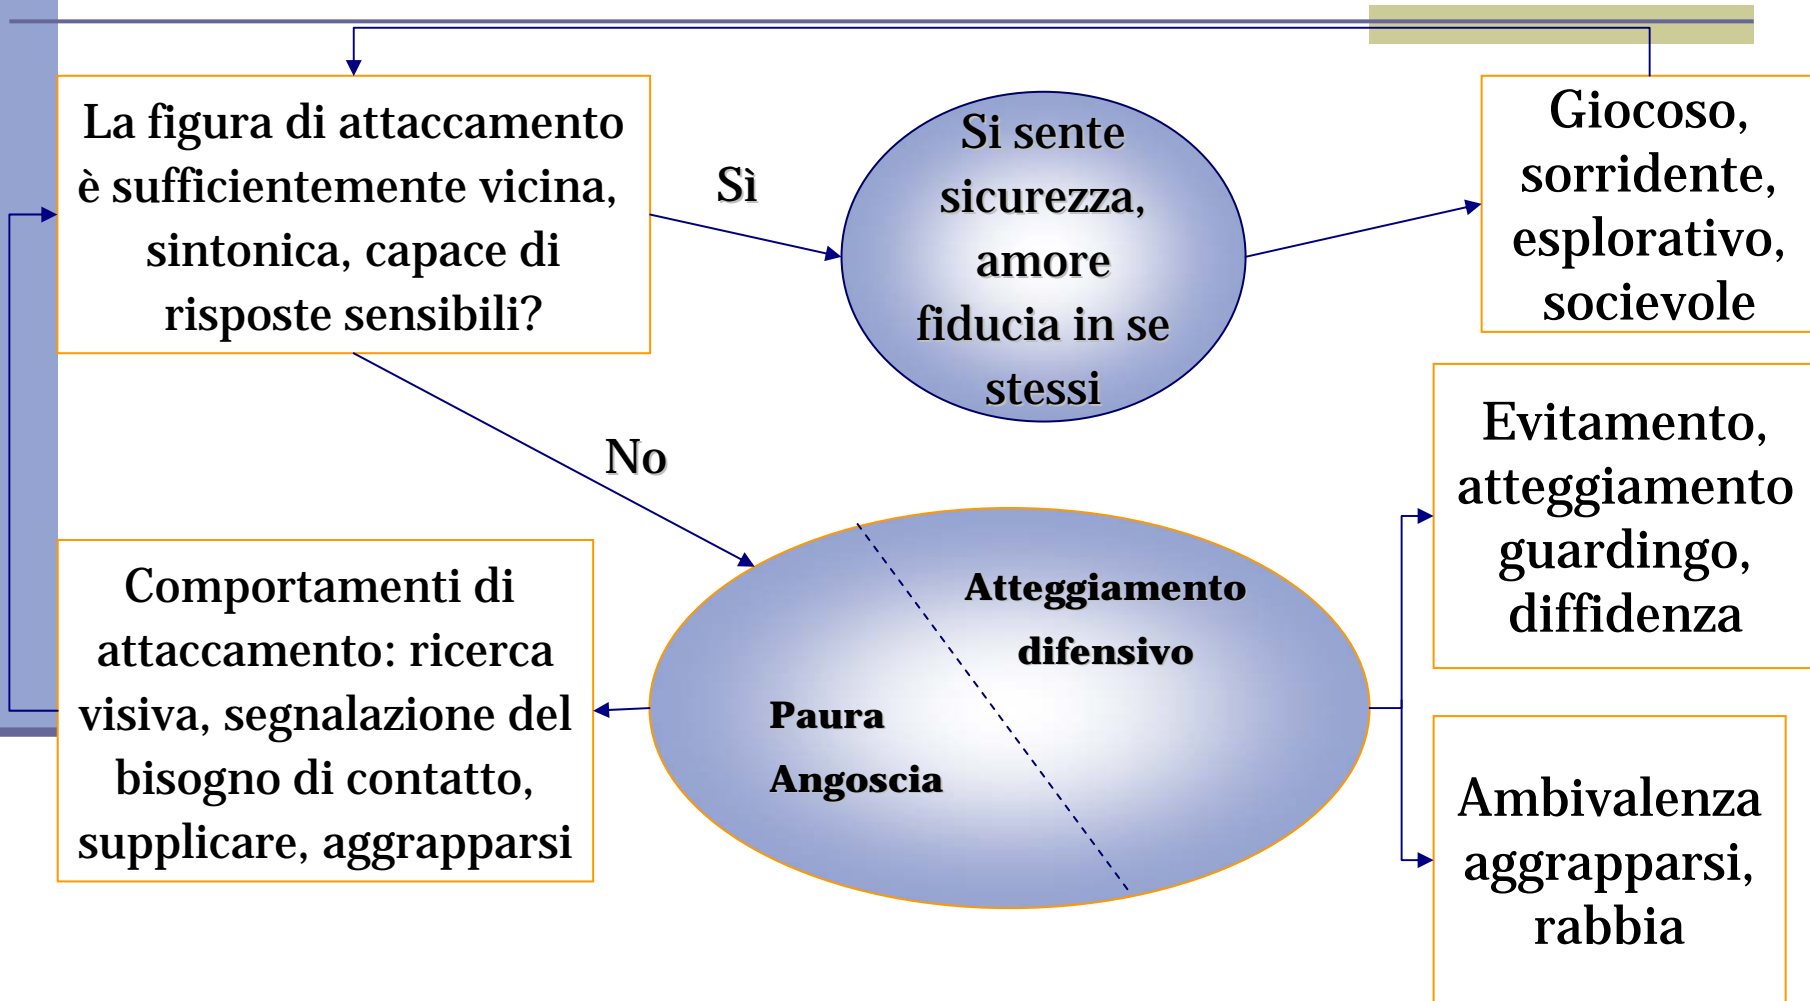 La figura di attaccamento
è sufficientemente vicina,
sintonica, capace di
risposte sensibili?
Sì
Si sente
sicurezza,
amore
fiducia in se
stessi
Giocoso,
sorridente,
esplorativo,
socievole
No
Evitamento,
atteggiamento
guardingo,
diffidenza
Comportamenti di
attaccamento: ricerca
visiva, segnalazione del
bisogno di contatto,
supplicare, aggrapparsi
Atteggiamento
difensivo
Paura
Angoscia
Ambivalenza
aggrapparsi,
rabbia